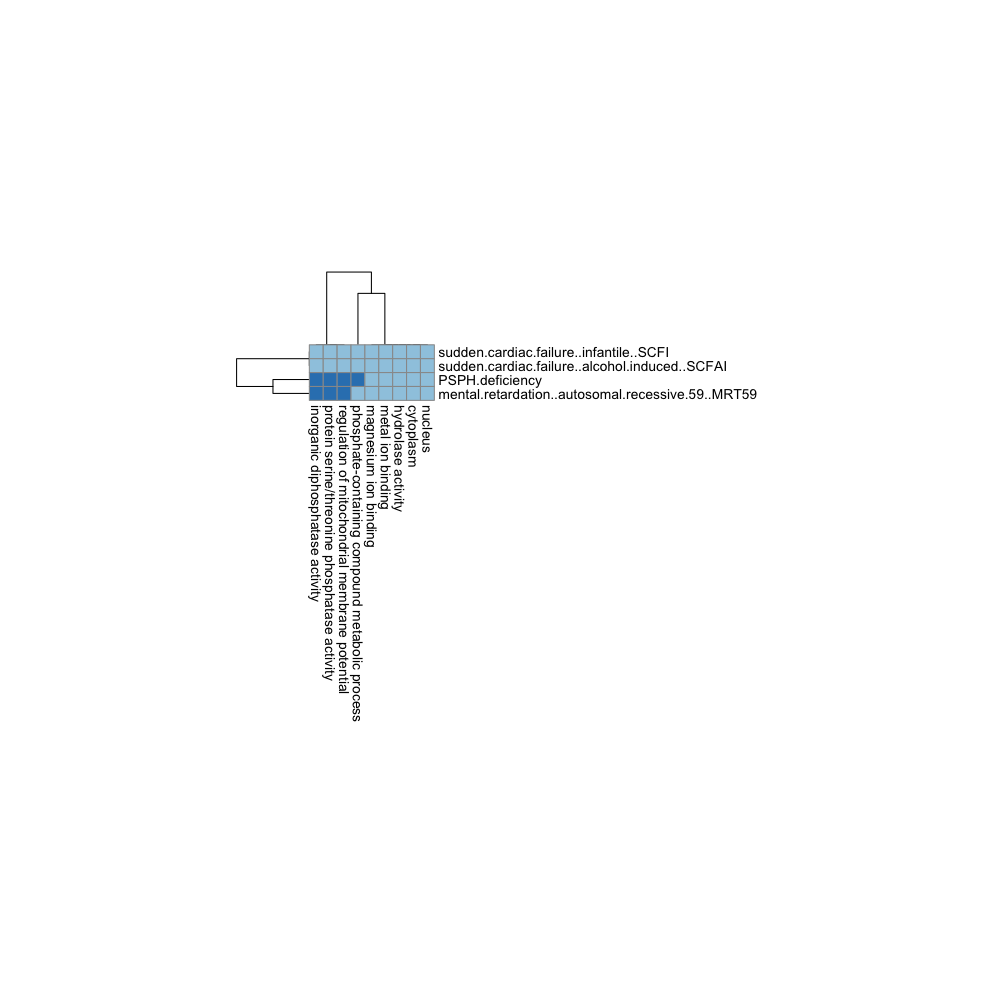 sudden.cardiac.failure..infantile..SCFI
sudden.cardiac.failure..alcohol.induced..SCFAI
PSPH.deficiency
mental.retardation..autosomal.recessive.59..MRT59
inorganic diphosphatase activity
protein serine/threonine phosphatase activity
regulation of mitochondrial membrane potential
phosphate-containing compound metabolic process
magnesium ion binding
metal ion binding
hydrolase activity
cytoplasm
nucleus